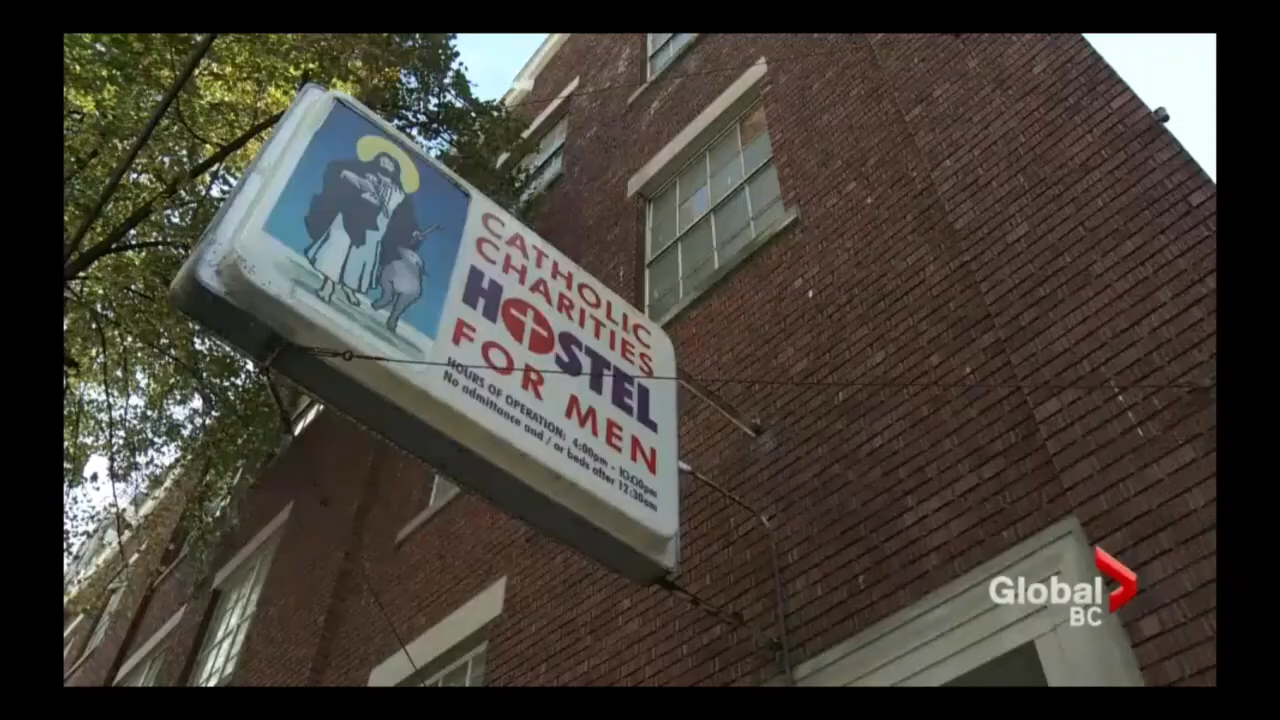 CATHOLIC
CHARITIES
HOSTEL
FOR MEN
HOURS OF OPERATION: 4:00pm - 10:00pm
No admittance and / or beds after 12:30am
Global
BC